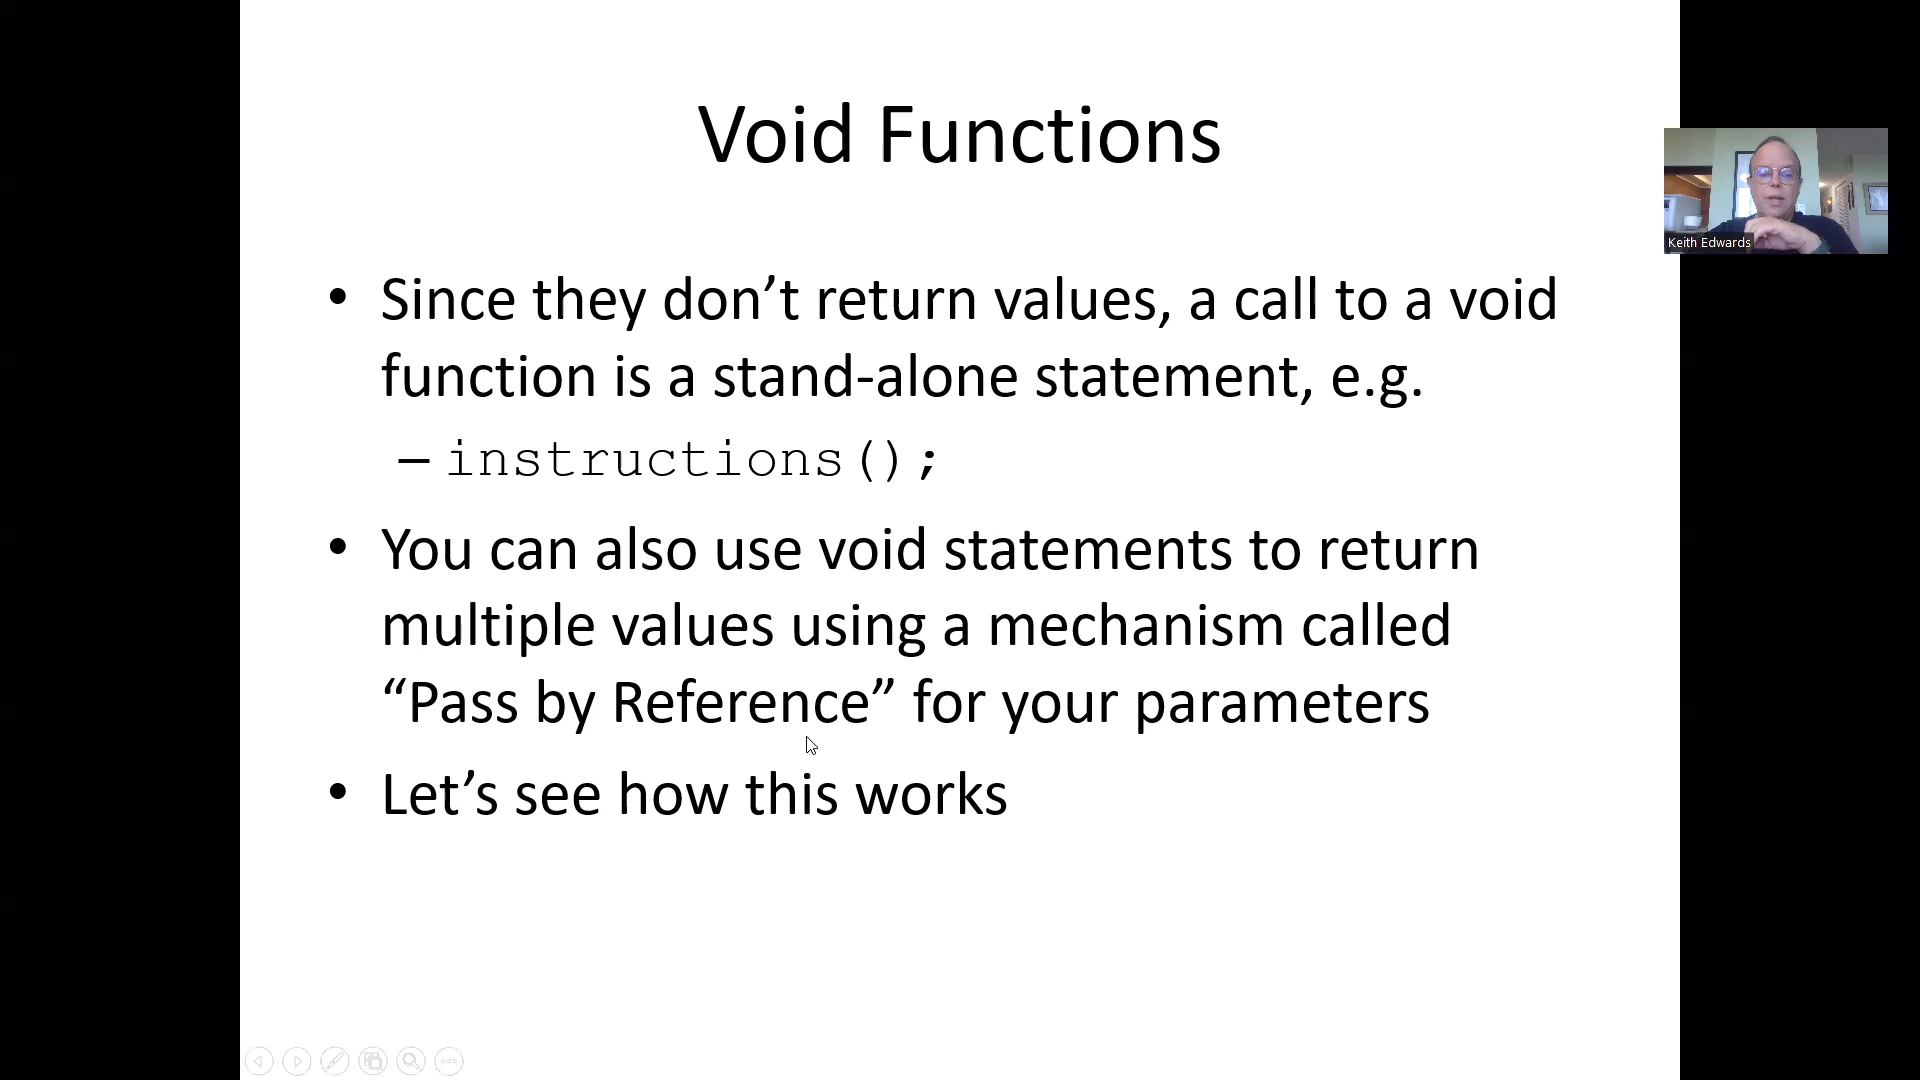 Void Functions
• Since they don’t return values, a call to a void
function is a stand-alone statement, e.g.
– instructions();
• You can also use void statements to return
multiple values using a mechanism called
“Pass by Reference” for your parameters
• Let’s see how this works
Keith Edwards